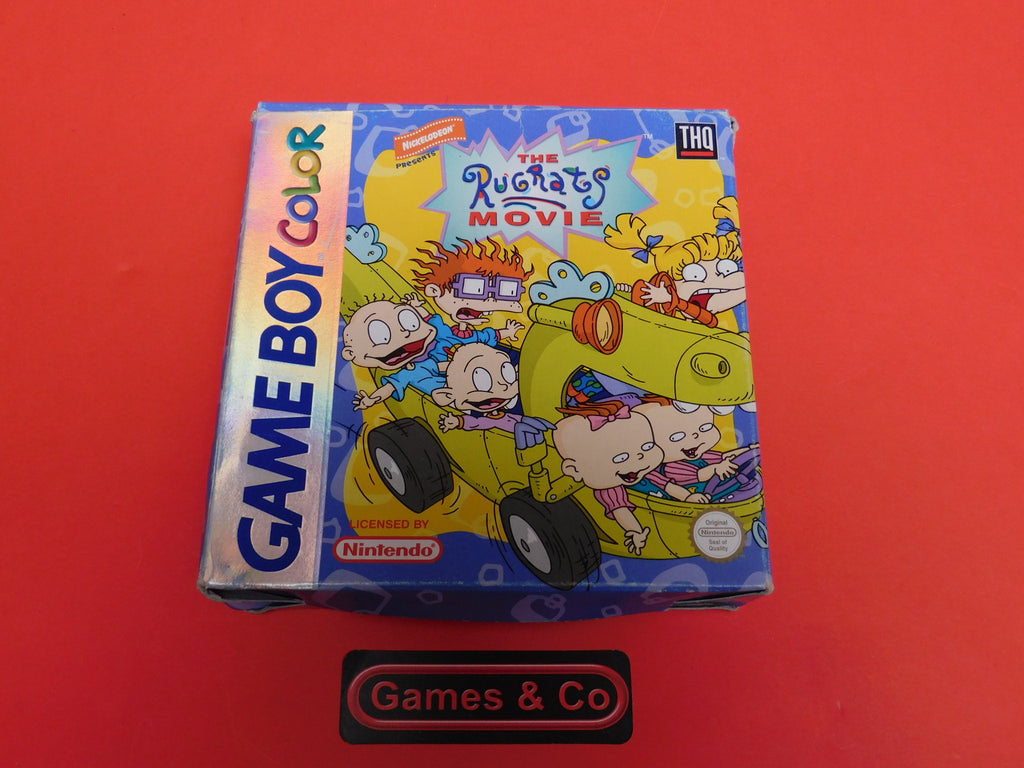 GAME BOY COLOR
NICKELODEON
PRESENTS
THE
RUGRATS
MOVIE
™
THQ
LICENSED BY
Nintendo
Original
Nintendo
Seal of
Quality
Games & Co